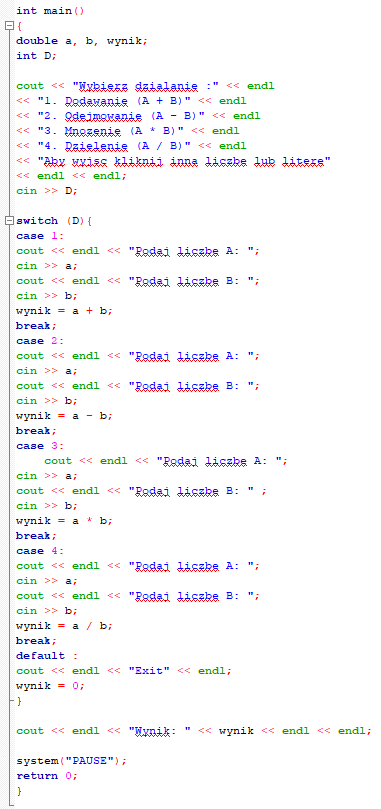 int main()
{
double a, b, wynik;
int D;
cout << "Wybierz dzialanie :" << endl
<< "1. Dodawanie (A + B)" << endl
<< "2. Odejmowanie (A - B)" << endl
<< "3. Mnozenie (A * B)" << endl
<< "4. Dzielenie (A / B)" << endl
<< "Aby wyjsc kliknij inna liczbe lub litere"
<< endl << endl;
cin >> D;
switch (D){
case 1:
cout << endl << "Podaj liczbe A: ";
cin >> a;
cout << endl << "Podaj liczbe B: ";
cin >> b;
wynik = a + b;
break;
case 2:
cout << endl << "Podaj liczbe A: ";
cin >> a;
cout << endl << "Podaj liczbe B: ";
cin >> b;
wynik = a - b;
break;
case 3:
cout << endl << "Podaj liczbe A: ";
cin >> a;
cout << endl << "Podaj liczbe B: " ;
cin >> b;
wynik = a * b;
break;
case 4:
cout << endl << "Podaj liczbe A: ";
cin >> a;
cout << endl << "Podaj liczbe B: ";
cin >> b;
wynik = a / b;
break;
default :
cout << endl << "Exit" << endl;
wynik = 0;
}
cout << endl << "Wynik: " << wynik << endl << endl;
system("PAUSE");
return 0;
}